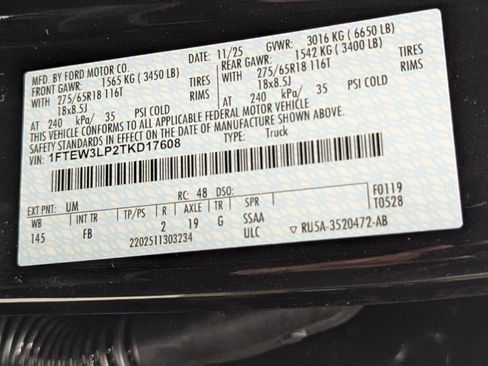 MFD. BY FORD MOTOR CO. 11/25 GVWR: 3016 KG ( 6650 LB)
FRONT GAWR: 1565 KG ( 3450 LB) REAR GAWR: 1542 KG ( 3400 LB)
WITH 275/65R18 116T TIRES WITH 275/65R18 116T TIRES
18x8.5J RIMS 18x8.5J RIMS
AT 240 kPa/ 35 PSI COLD AT 240 kPa/ 35 PSI COLD
THIS VEHICLE CONFORMS TO ALL APPLICABLE FEDERAL MOTOR VEHICLE
SAFETY STANDARDS IN EFFECT ON THE DATE OF MANUFACTURE SHOWN ABOVE.
VIN: 1FTEW3LP2TKD17608 TYPE: Truck
F0119
T0528
EXT PNT: UM RC: 48 DSO:
WB INT TR TP/PS R AXLE TR SPR
145 FB 2 19 G SSAA
2202511303234 ULC ▽ RU5A-3520472-AB